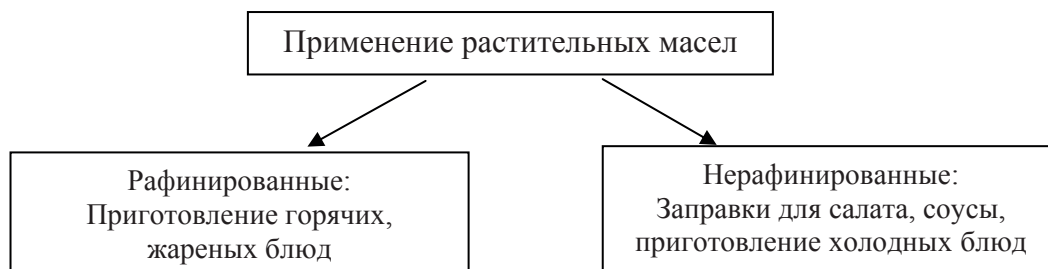 Применение растительных масел
Рафинированные:
Приготовление горячих,
жареных блюд
Нерафинированные:
Заправки для салата, соусы,
приготовление холодных блюд